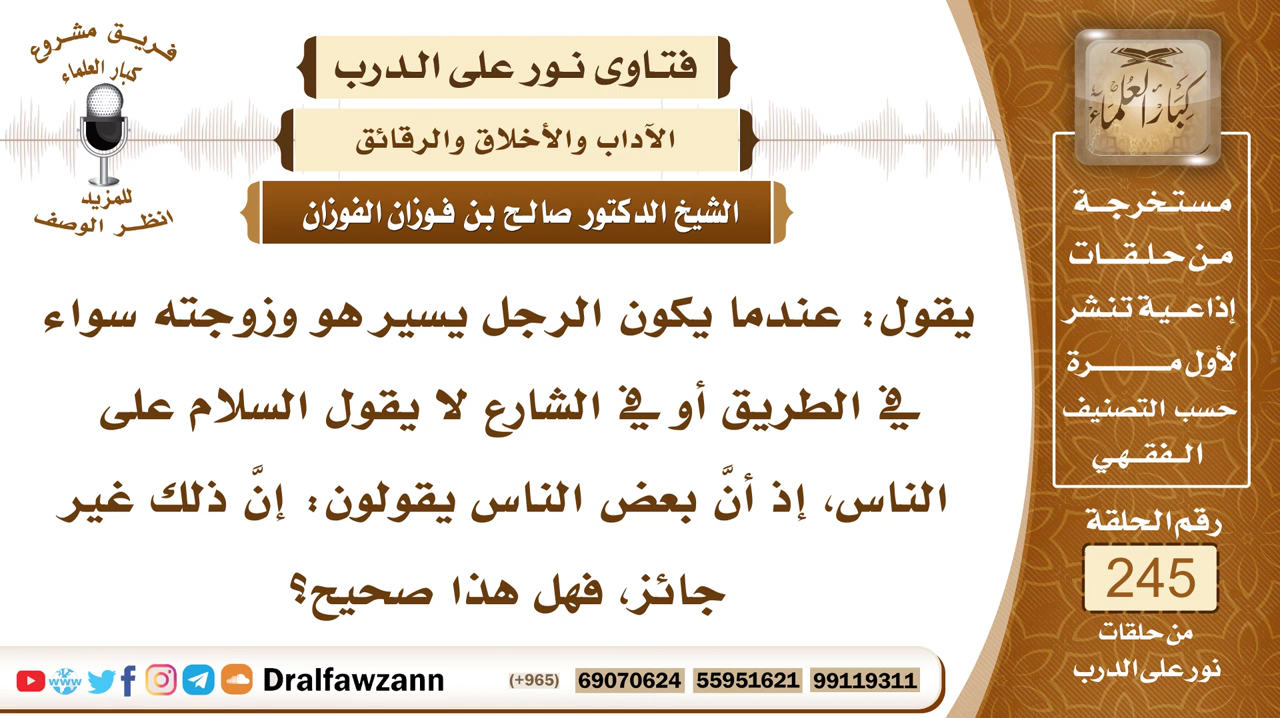 فريق مشروع
كبار العلماء
للمزيد
انظر الوصف
فتاوى نور على الدرب
الآداب والأخلاق والرقائق
الشيخ الدكتور صالح بن فوزان الفوزان
يقول: عندما يكون الرجل يسير هو وزوجته سواء
في الطريق أو في الشارع لا يقول السلام على
الناس، إذ أنَّ بعض الناس يقولون: إنَّ ذلك غير
جائز، فهل هذا صحيح؟
كبار العلماء
مستخرجة
من حلقات
إذاعية تنشر
لأول مرة
حسب التصنيف
الفقهي
رقم الحلقة
245
من حلقات
نور على الدرب
www Dralfawzann (+965) 69070624 55951621 99119311